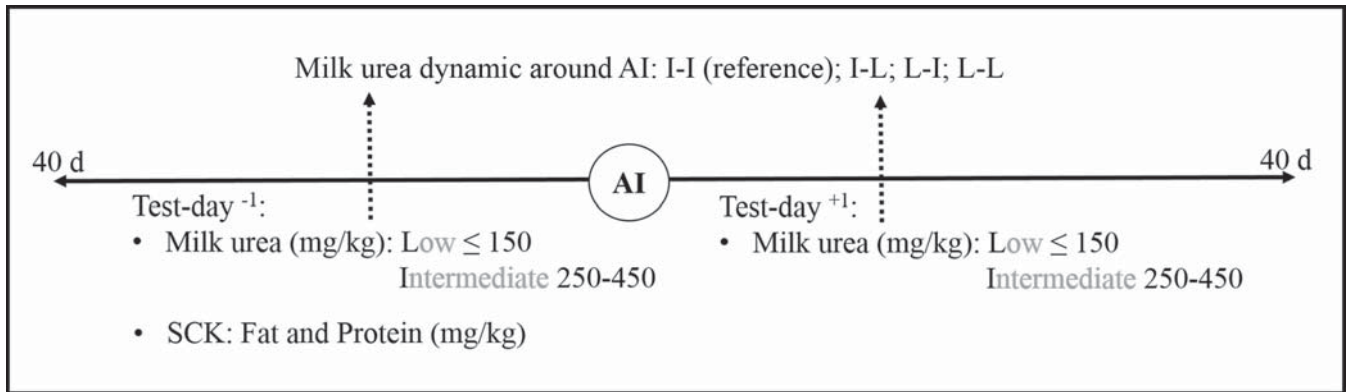 Milk urea dynamic around AI: I-I (reference); I-L; L-I; L-L
40 d
AI
40 d
Test-day -1:
• Milk urea (mg/kg): Low ≤ 150
Intermediate 250-450
• SCK: Fat and Protein (mg/kg)
Test-day +1:
• Milk urea (mg/kg): Low ≤ 150
Intermediate 250-450